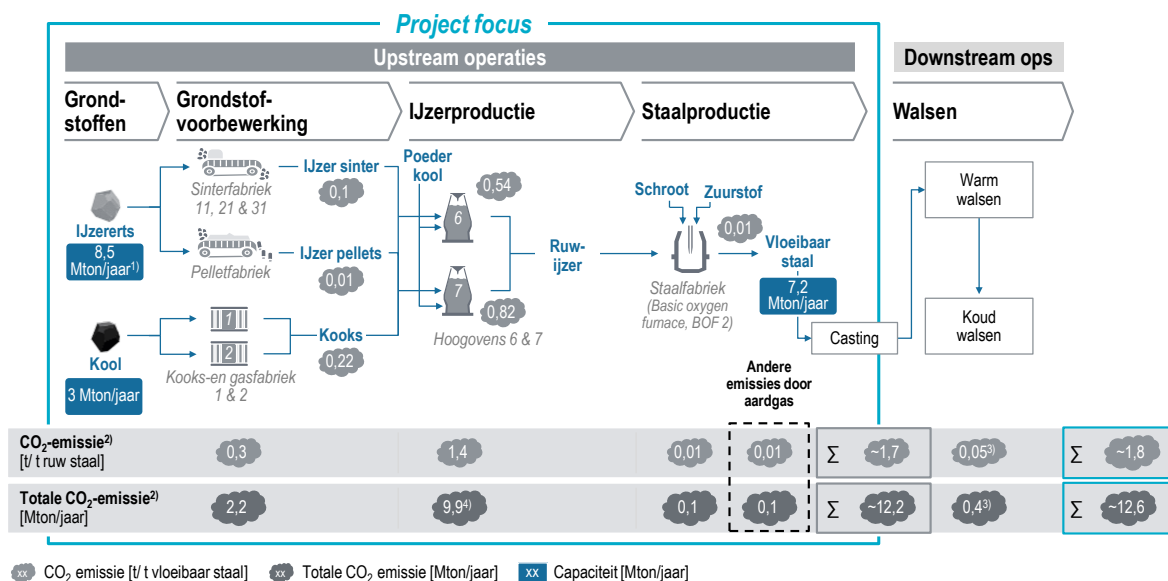 Project focus
Upstream operaties
Downstream ops
Grond-
stoffen
Grondstof-
voorbewerking
IJzerproductie
Staalproductie
Walsen
IJzererts
8,5
Mton/jaar1)
Sinterfabriek
11, 21 & 31
IJzer sinter
0,1
Pelletfabriek
IJzer pellets
0,01
Kool
3 Mton/jaar
1
2
Kooks-en gasfabriek
1 & 2
Kooks
0,22
Poeder
kool
0,54
6
7
0,82
Hoogovens 6 & 7
Ruw-
ijzer
Schroot
Zuurstof
0,01
Staalfabriek
(Basic oxygen
furnace, BOF 2)
Vloeibaar
staal
7,2
Mton/jaar
Casting
Warm
walsen
Koud
walsen
Andere
emissies door
aardgas
CO2-emissie2)
[t/ t ruw staal]
0,3
1,4
0,01
0,01
Σ ~1,7
0,053)
Σ ~1,8
Totale CO2-emissie2)
[Mton/jaar]
2,2
9,94)
0,1
0,1
Σ ~12,2
0,43)
Σ ~12,6
xx CO2 emissie [t/ t vloeibaar staal]
xx Totale CO2 emissie [Mton/jaar]
xx Capaciteit [Mton/jaar]